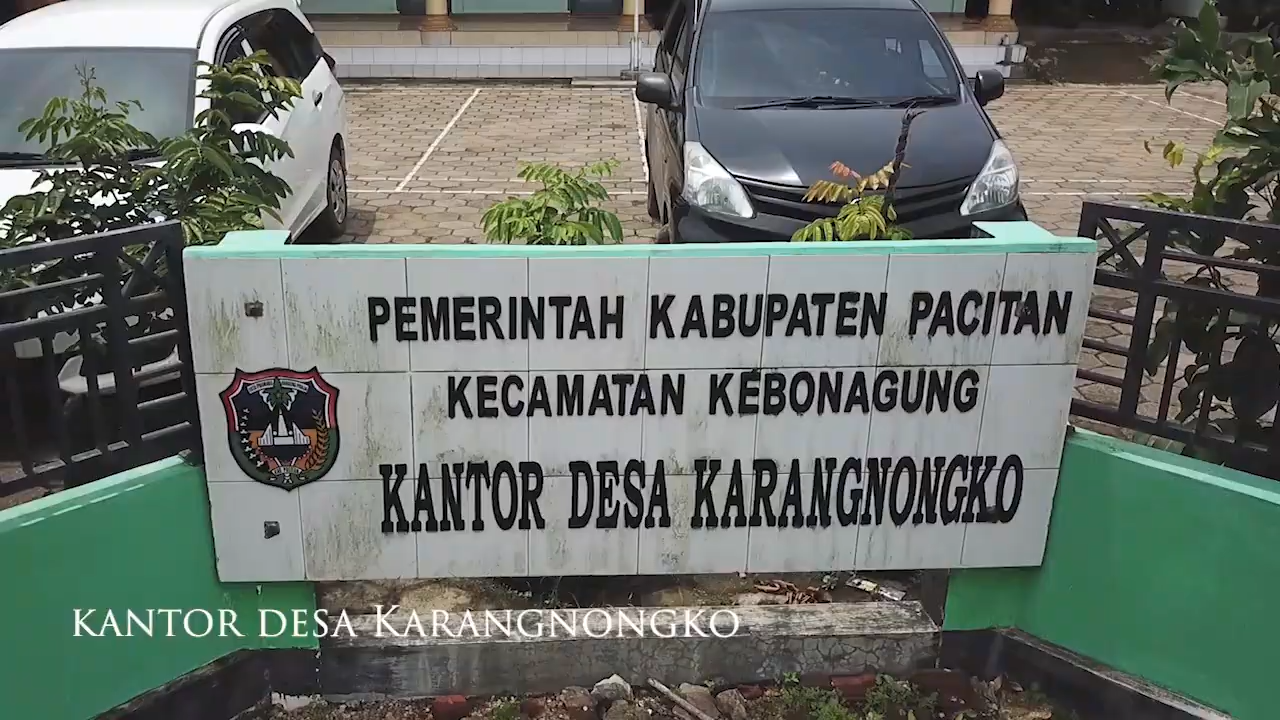 PEMERINTAH KABUPATEN PACITAN
KECAMATAN KEBONAGUNG
KANTOR DESA KARANGNONGKO
KANTOR DESA KARANGNONGKO